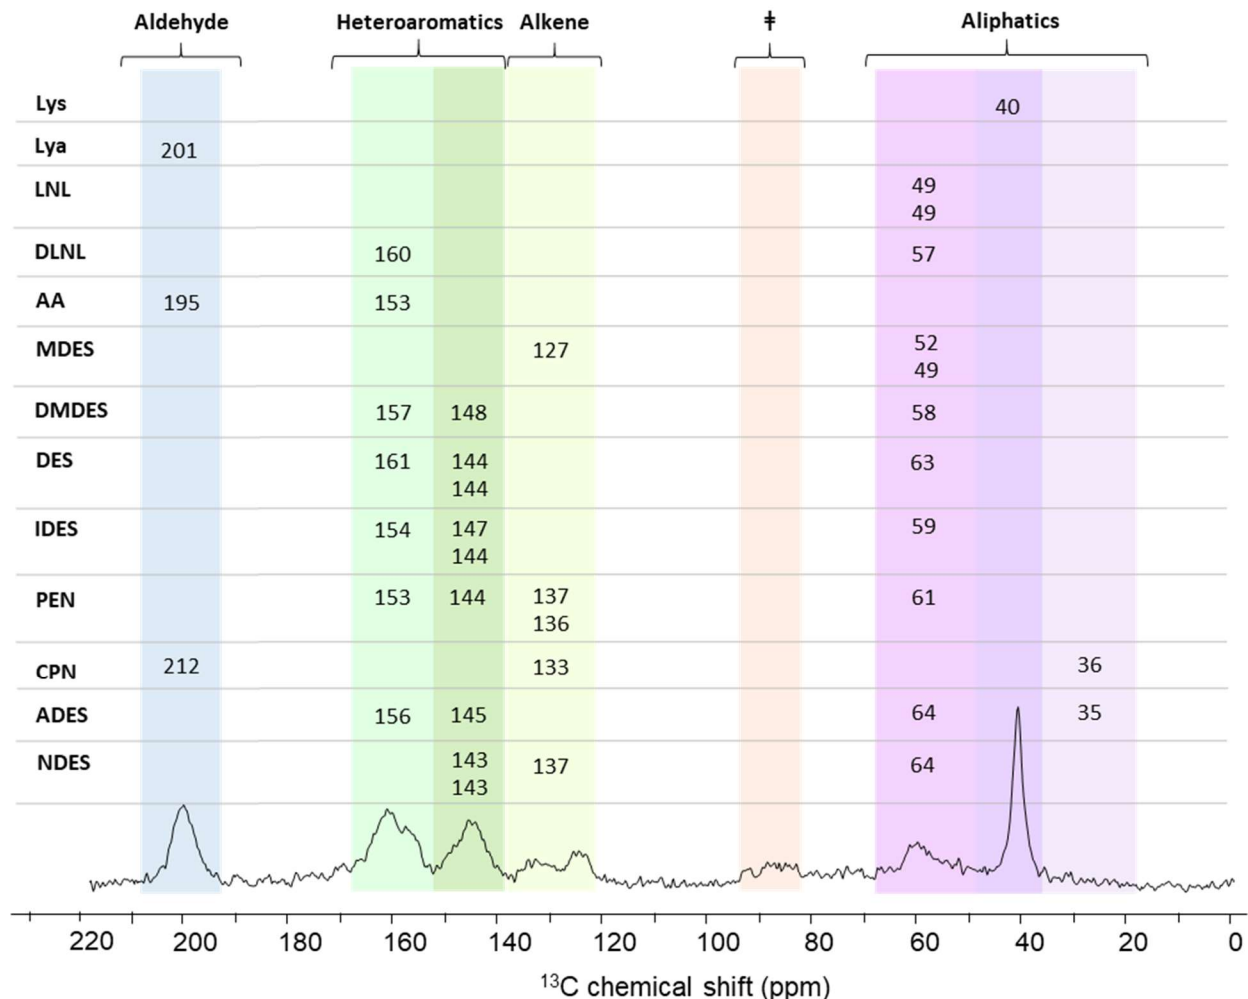 Aldehyde Heteroaromatics Alkene ǂ Aliphatics
Lys 40
Lya 201
LNL 49
49
DLNL 160 57
AA 195 153
MDES 127 52
49
DMDES 157 148 58
DES 161 144 63
144
IDES 154 147 59
144
PEN 153 144 137 61
136
CPN 212 133 36
ADES 156 145 64 35
NDES 143 137 64
143
220 200 180 160 140 120 100 80 60 40 20 0
¹³C chemical shift (ppm)